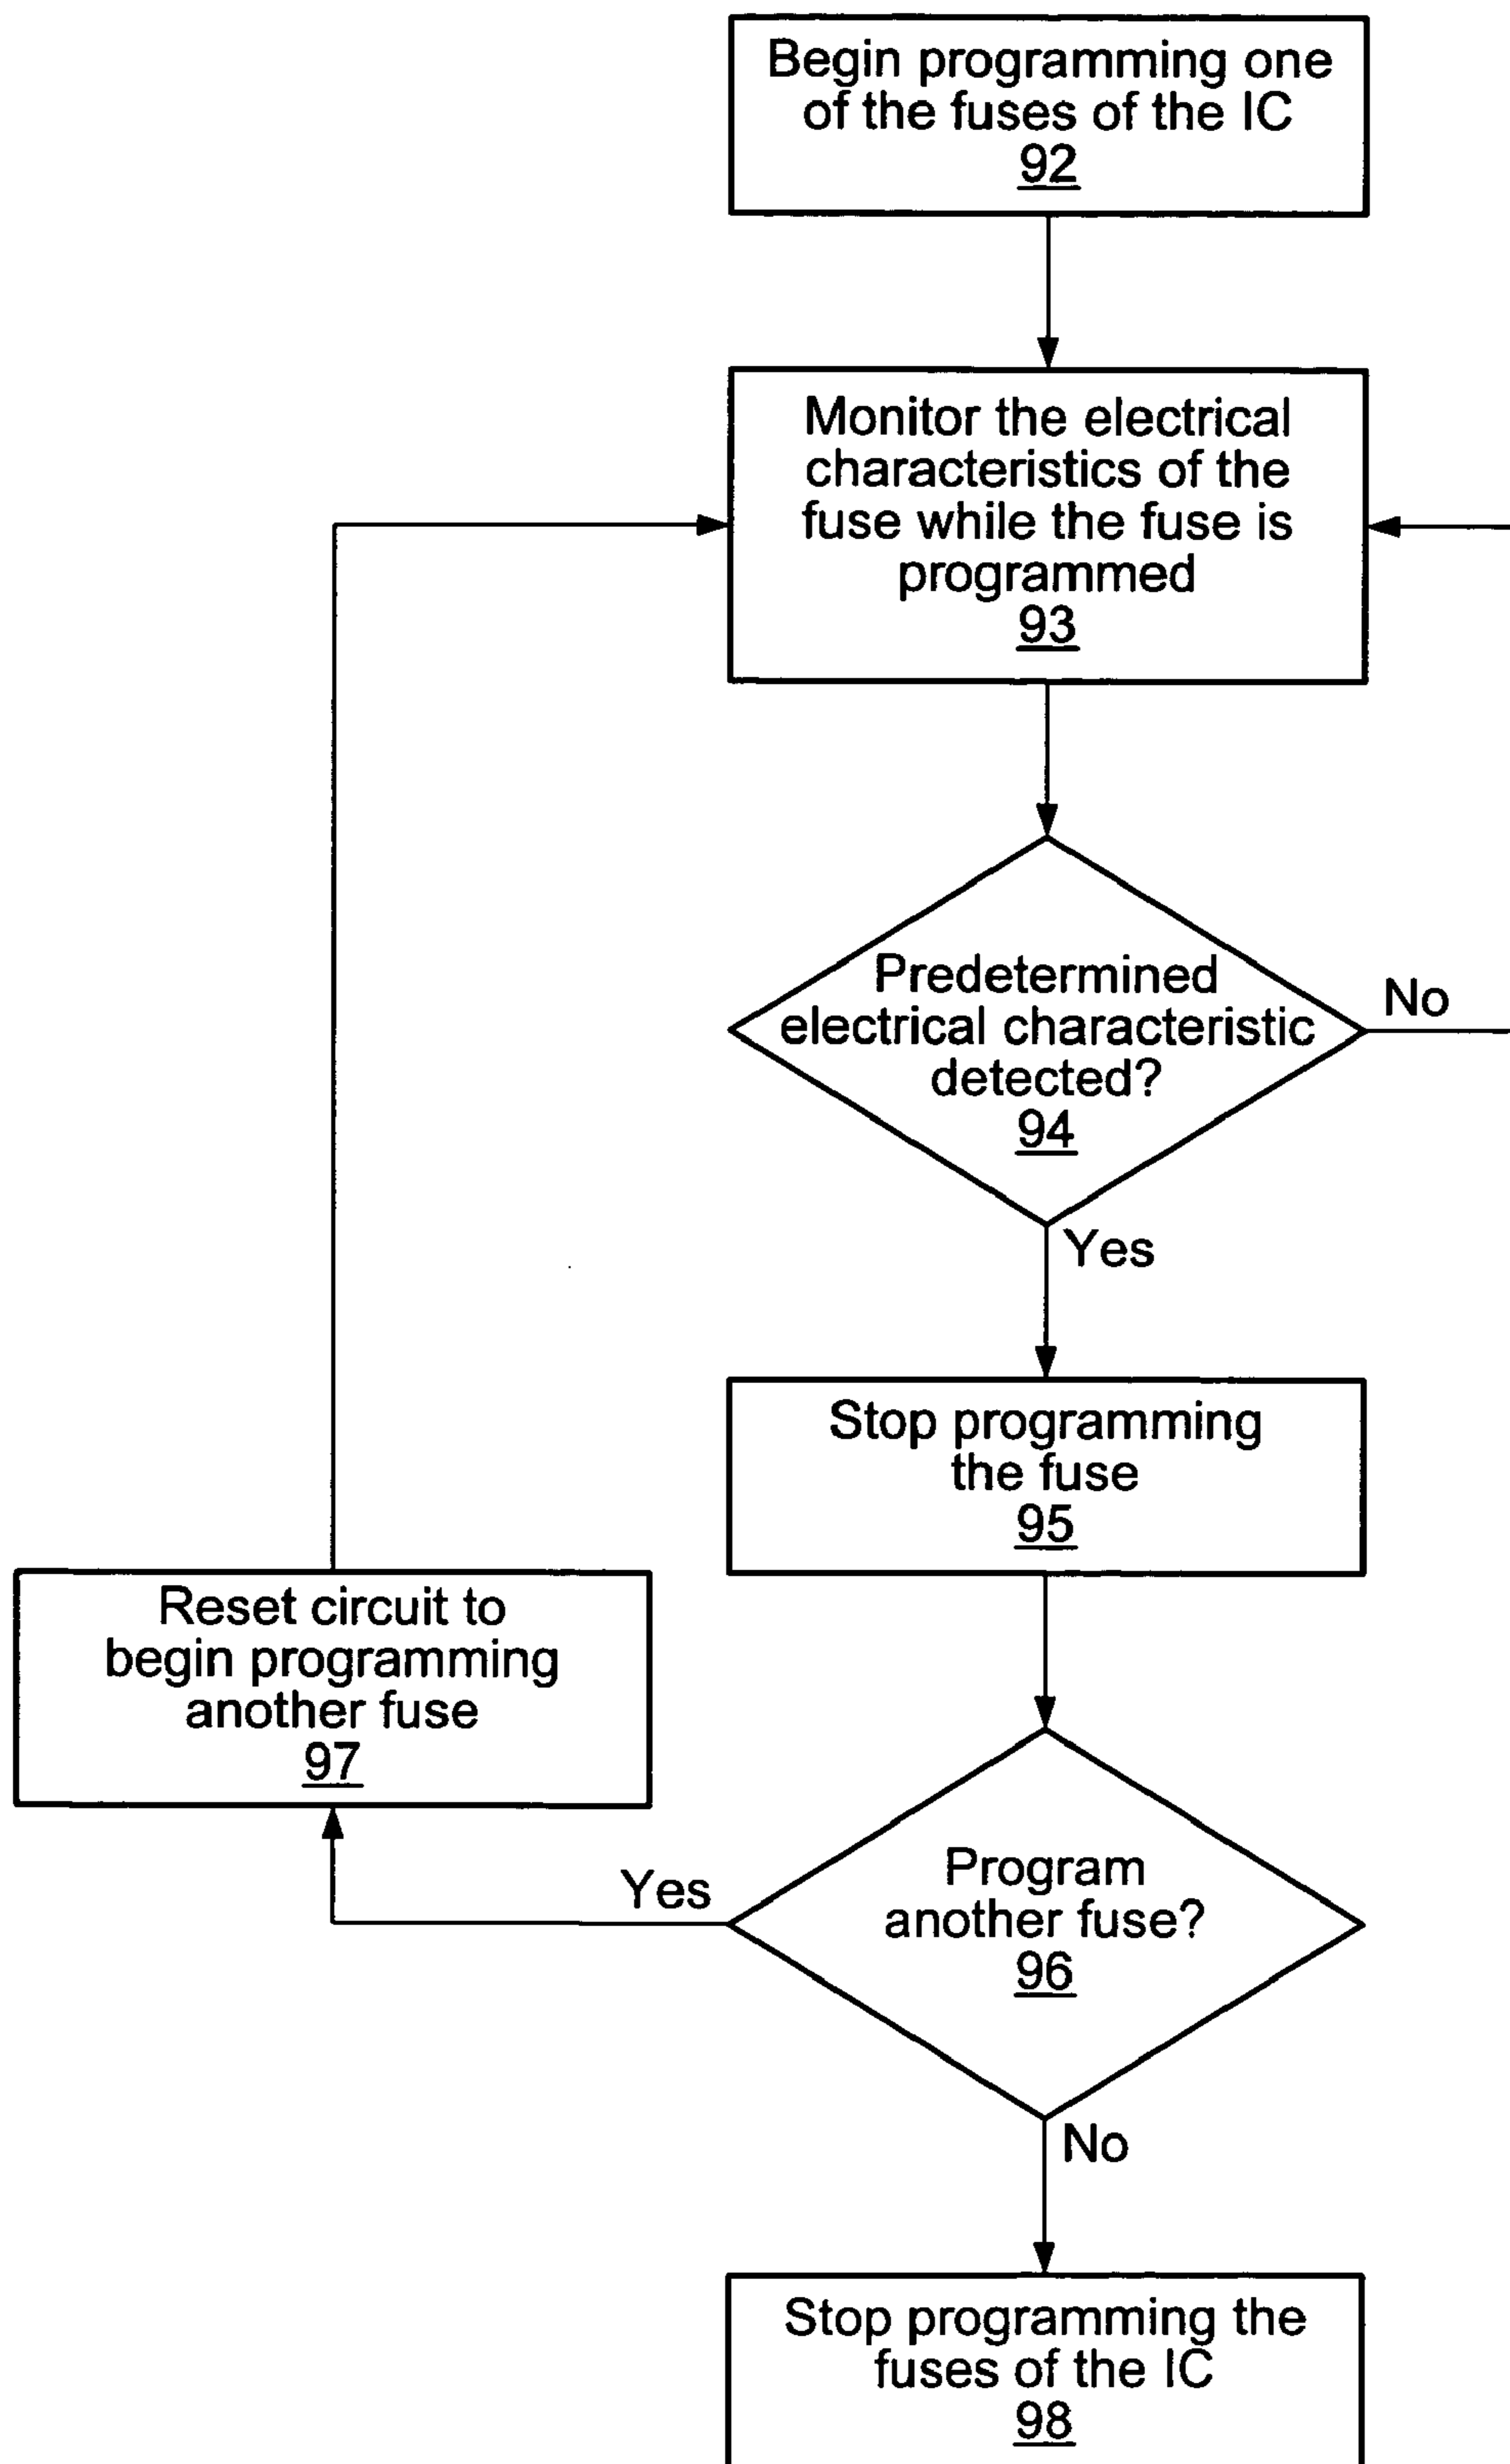 Begin programming one
of the fuses of the IC
92
Monitor the electrical
characteristics of the
fuse while the fuse is
programmed
93
Predetermined
electrical characteristic
detected?
94
No
Yes
Stop programming
the fuse
95
Reset circuit to
begin programming
another fuse
97
Program
another fuse?
96
Yes
No
Stop programming the
fuses of the IC
98